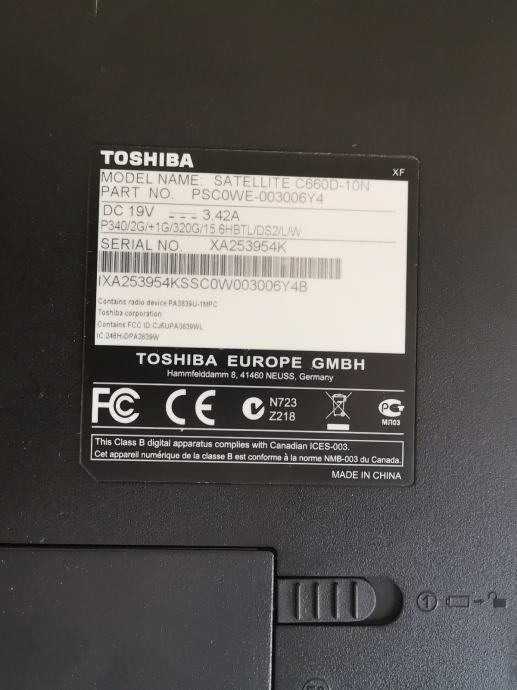 TOSHIBA
XF
MODEL NAME: SATELLITE C660D-10N
PART NO. PSC0WE-003006Y4
DC 19V --- 3.42A
P340/2G/+1G/320G/15.6HBTL/DS2/L/W
SERIAL NO. XA253954K
IXA253954KSSC0W003006Y4B
Contains radio device PA3839U-1MPC
Toshiba corporation
Contains FCC ID:CJ6UPA3839WL
IC:248H-DPA3839W
TOSHIBA EUROPE GMBH
Hammfelddamm 8, 41460 NEUSS, Germany
FC CE N723
Z218
МЛ03
This Class B digital apparatus complies with Canadian ICES-003.
Cet appareil numérique de la classe B est conforme à la norme NMB-003 du Canada.
MADE IN CHINA
1